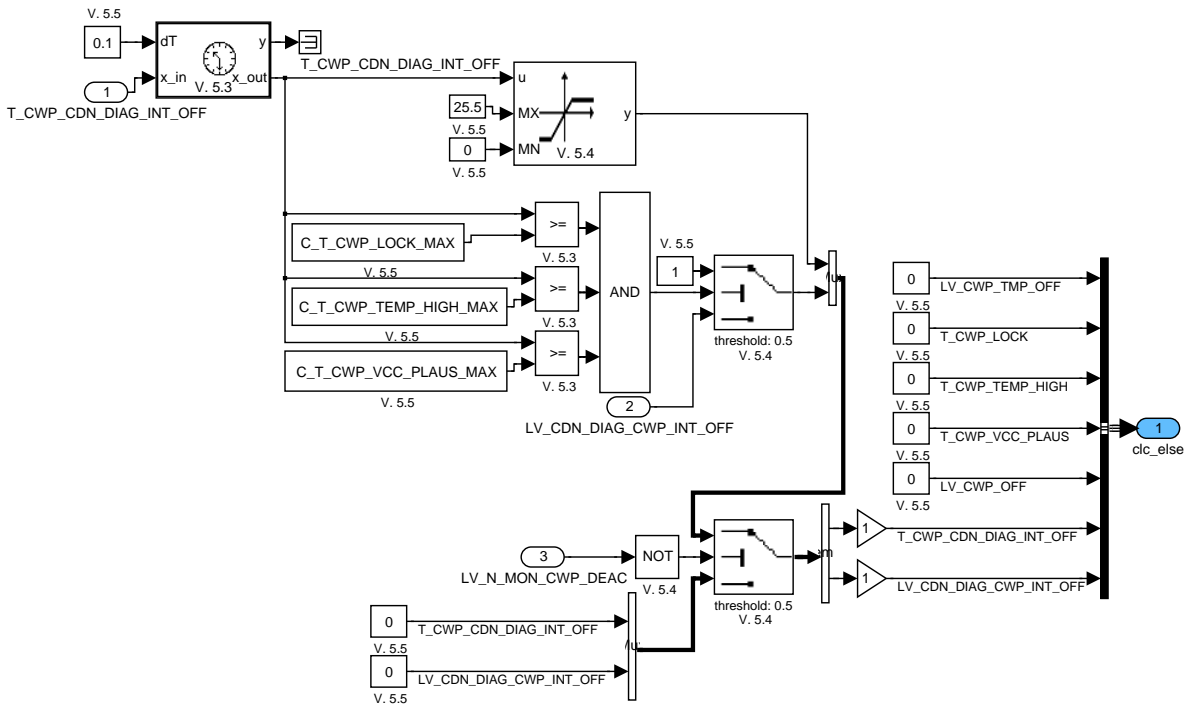 V. 5.5
0.1
dT
y
x_in
x_out
V. 5.3
1
T_CWP_CDN_DIAG_INT_OFF
T_CWP_CDN_DIAG_INT_OFF
u
25.5
MX
y
V. 5.5
0
MN
V. 5.4
V. 5.5
C_T_CWP_LOCK_MAX
>=
V. 5.3
V. 5.5
C_T_CWP_TEMP_HIGH_MAX
>=
V. 5.3
V. 5.5
C_T_CWP_VCC_PLAUS_MAX
>=
V. 5.3
V. 5.5
AND
V. 5.5
1
threshold: 0.5
V. 5.4
2
LV_CDN_DIAG_CWP_INT_OFF
0
LV_CWP_TMP_OFF
V. 5.5
0
T_CWP_LOCK
V. 5.5
0
T_CWP_TEMP_HIGH
V. 5.5
0
T_CWP_VCC_PLAUS
V. 5.5
0
LV_CWP_OFF
V. 5.5
1
clc_else
3
LV_N_MON_CWP_DEAC
NOT
V. 5.4
threshold: 0.5
V. 5.4
1
T_CWP_CDN_DIAG_INT_OFF
1
LV_CDN_DIAG_CWP_INT_OFF
0
T_CWP_CDN_DIAG_INT_OFF
V. 5.5
0
LV_CDN_DIAG_CWP_INT_OFF
V. 5.5